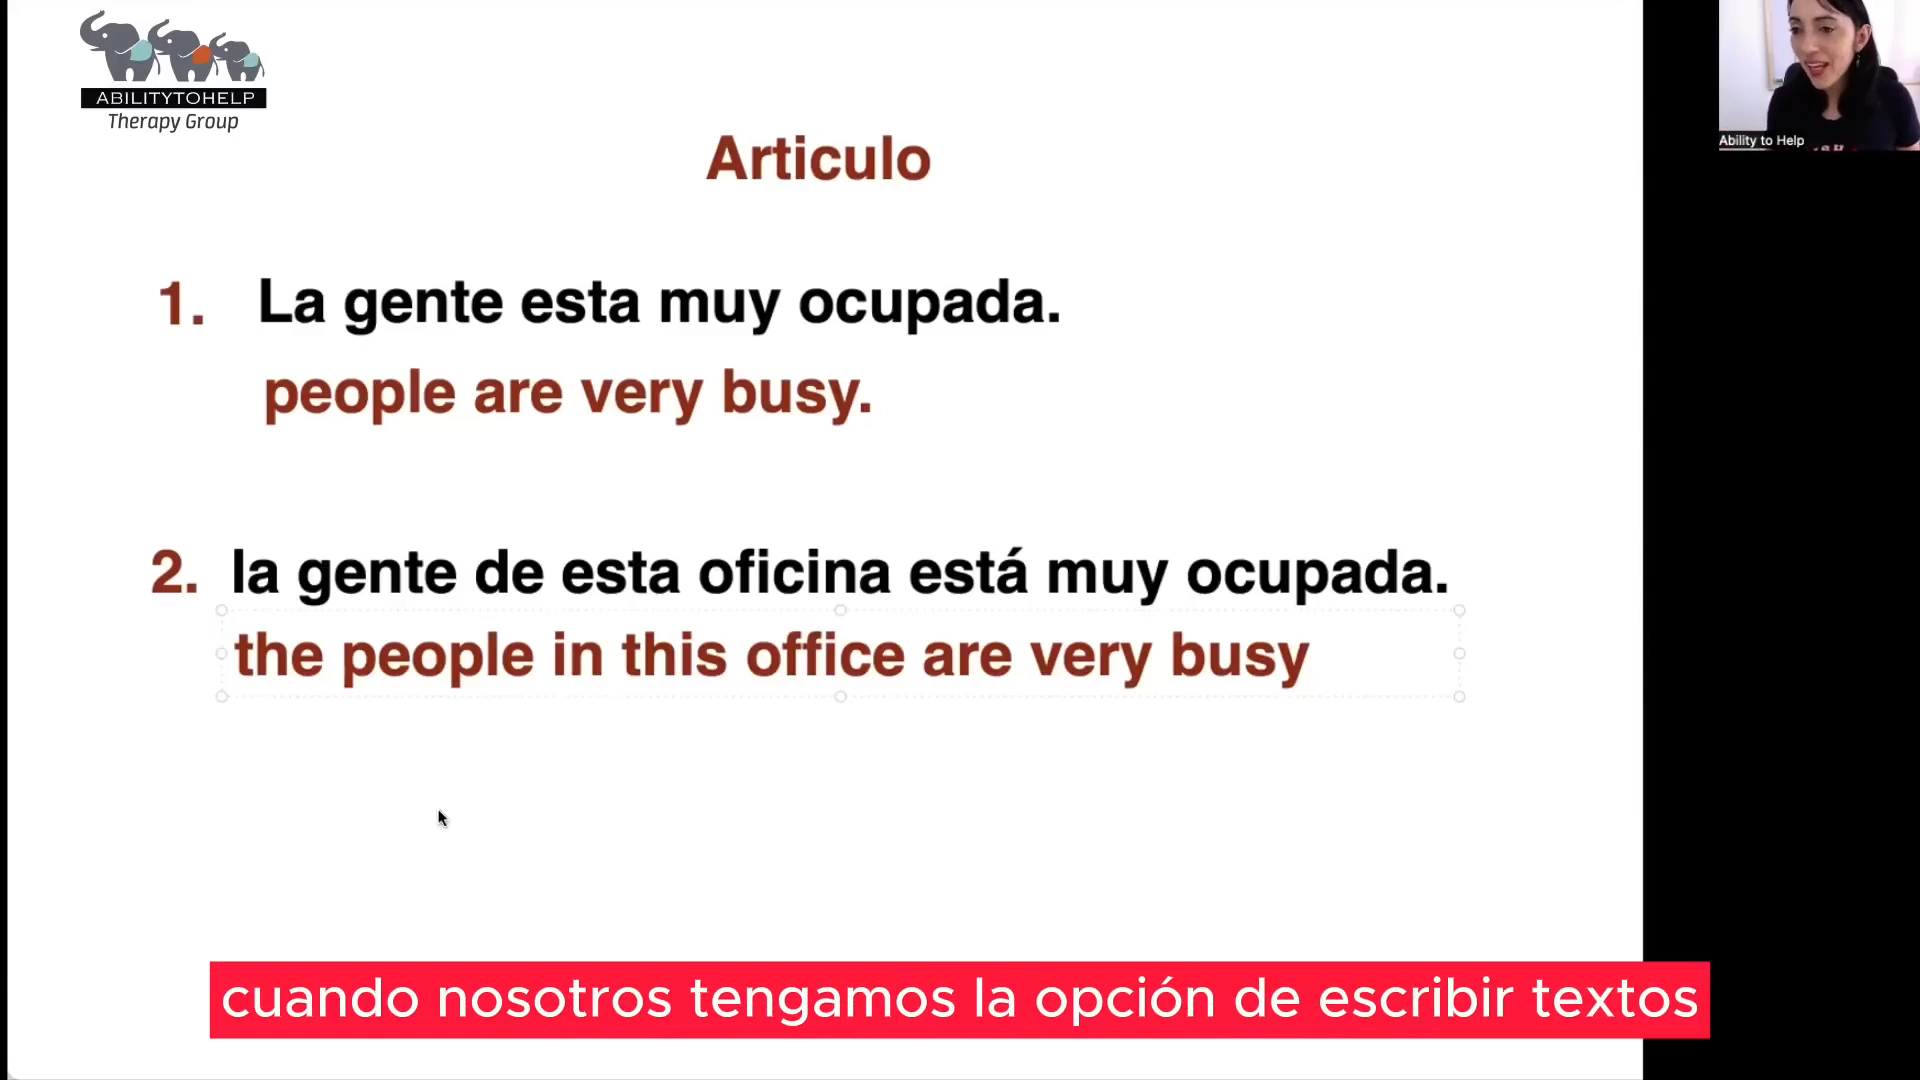 ABILITYTOHELP
Therapy Group
Ability to Help
Articulo
1. La gente esta muy ocupada.
people are very busy.
2. la gente de esta oficina está muy ocupada.
the people in this office are very busy
cuando nosotros tengamos la opción de escribir textos